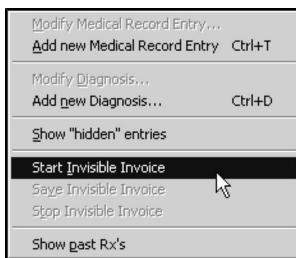 Modify Medical Record Entry...
Add new Medical Record Entry Ctrl+T
Modify Diagnosis...
Add new Diagnosis... Ctrl+D
Show "hidden" entries
Start Invisible Invoice
Save Invisible Invoice
Stop Invisible Invoice
Show past Rx's